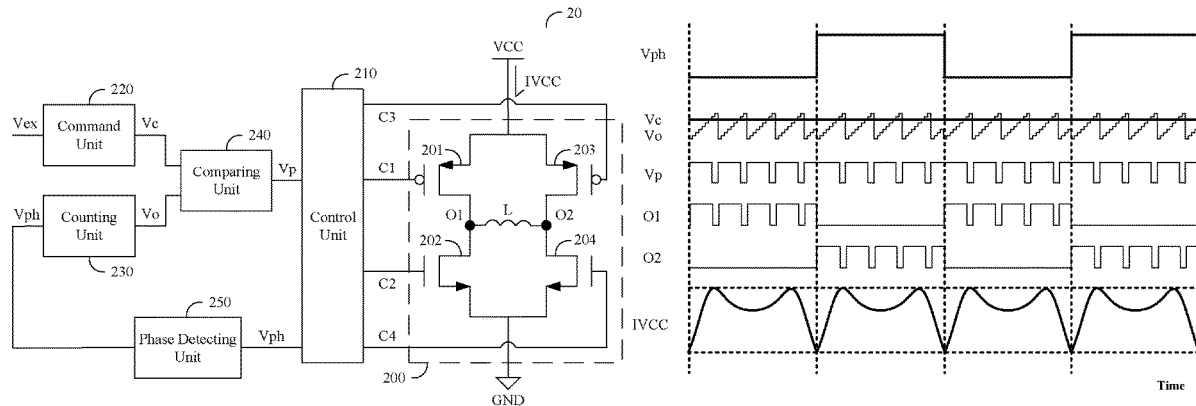 20
VCC
IVCC
210
220
Vex
Command
Unit
Vc
240
Comparing
Unit
Vp
Vph
Counting
Unit
Vo
230
250
Phase Detecting
Unit
Vph
Control
Unit
C3
C1
C2
C4
201
203
O1
L
O2
202
204
200
GND
Vph
Vc
Vo
Vp
O1
O2
IVCC
Time